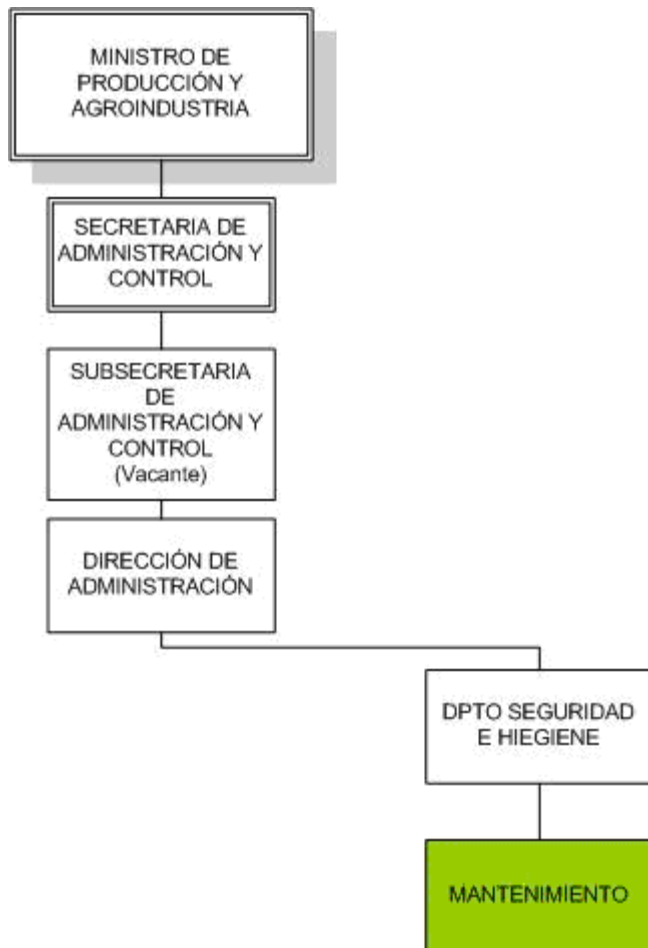 MINISTRO DE
PRODUCCIÓN Y
AGROINDUSTRIA
SECRETARIA DE
ADMINISTRACIÓN Y
CONTROL
SUBSECRETARIA
DE
ADMINISTRACIÓN Y
CONTROL
(Vacante)
DIRECCIÓN DE
ADMINISTRACIÓN
DPTO SEGURIDAD
E HIEGIENE
MANTENIMIENTO